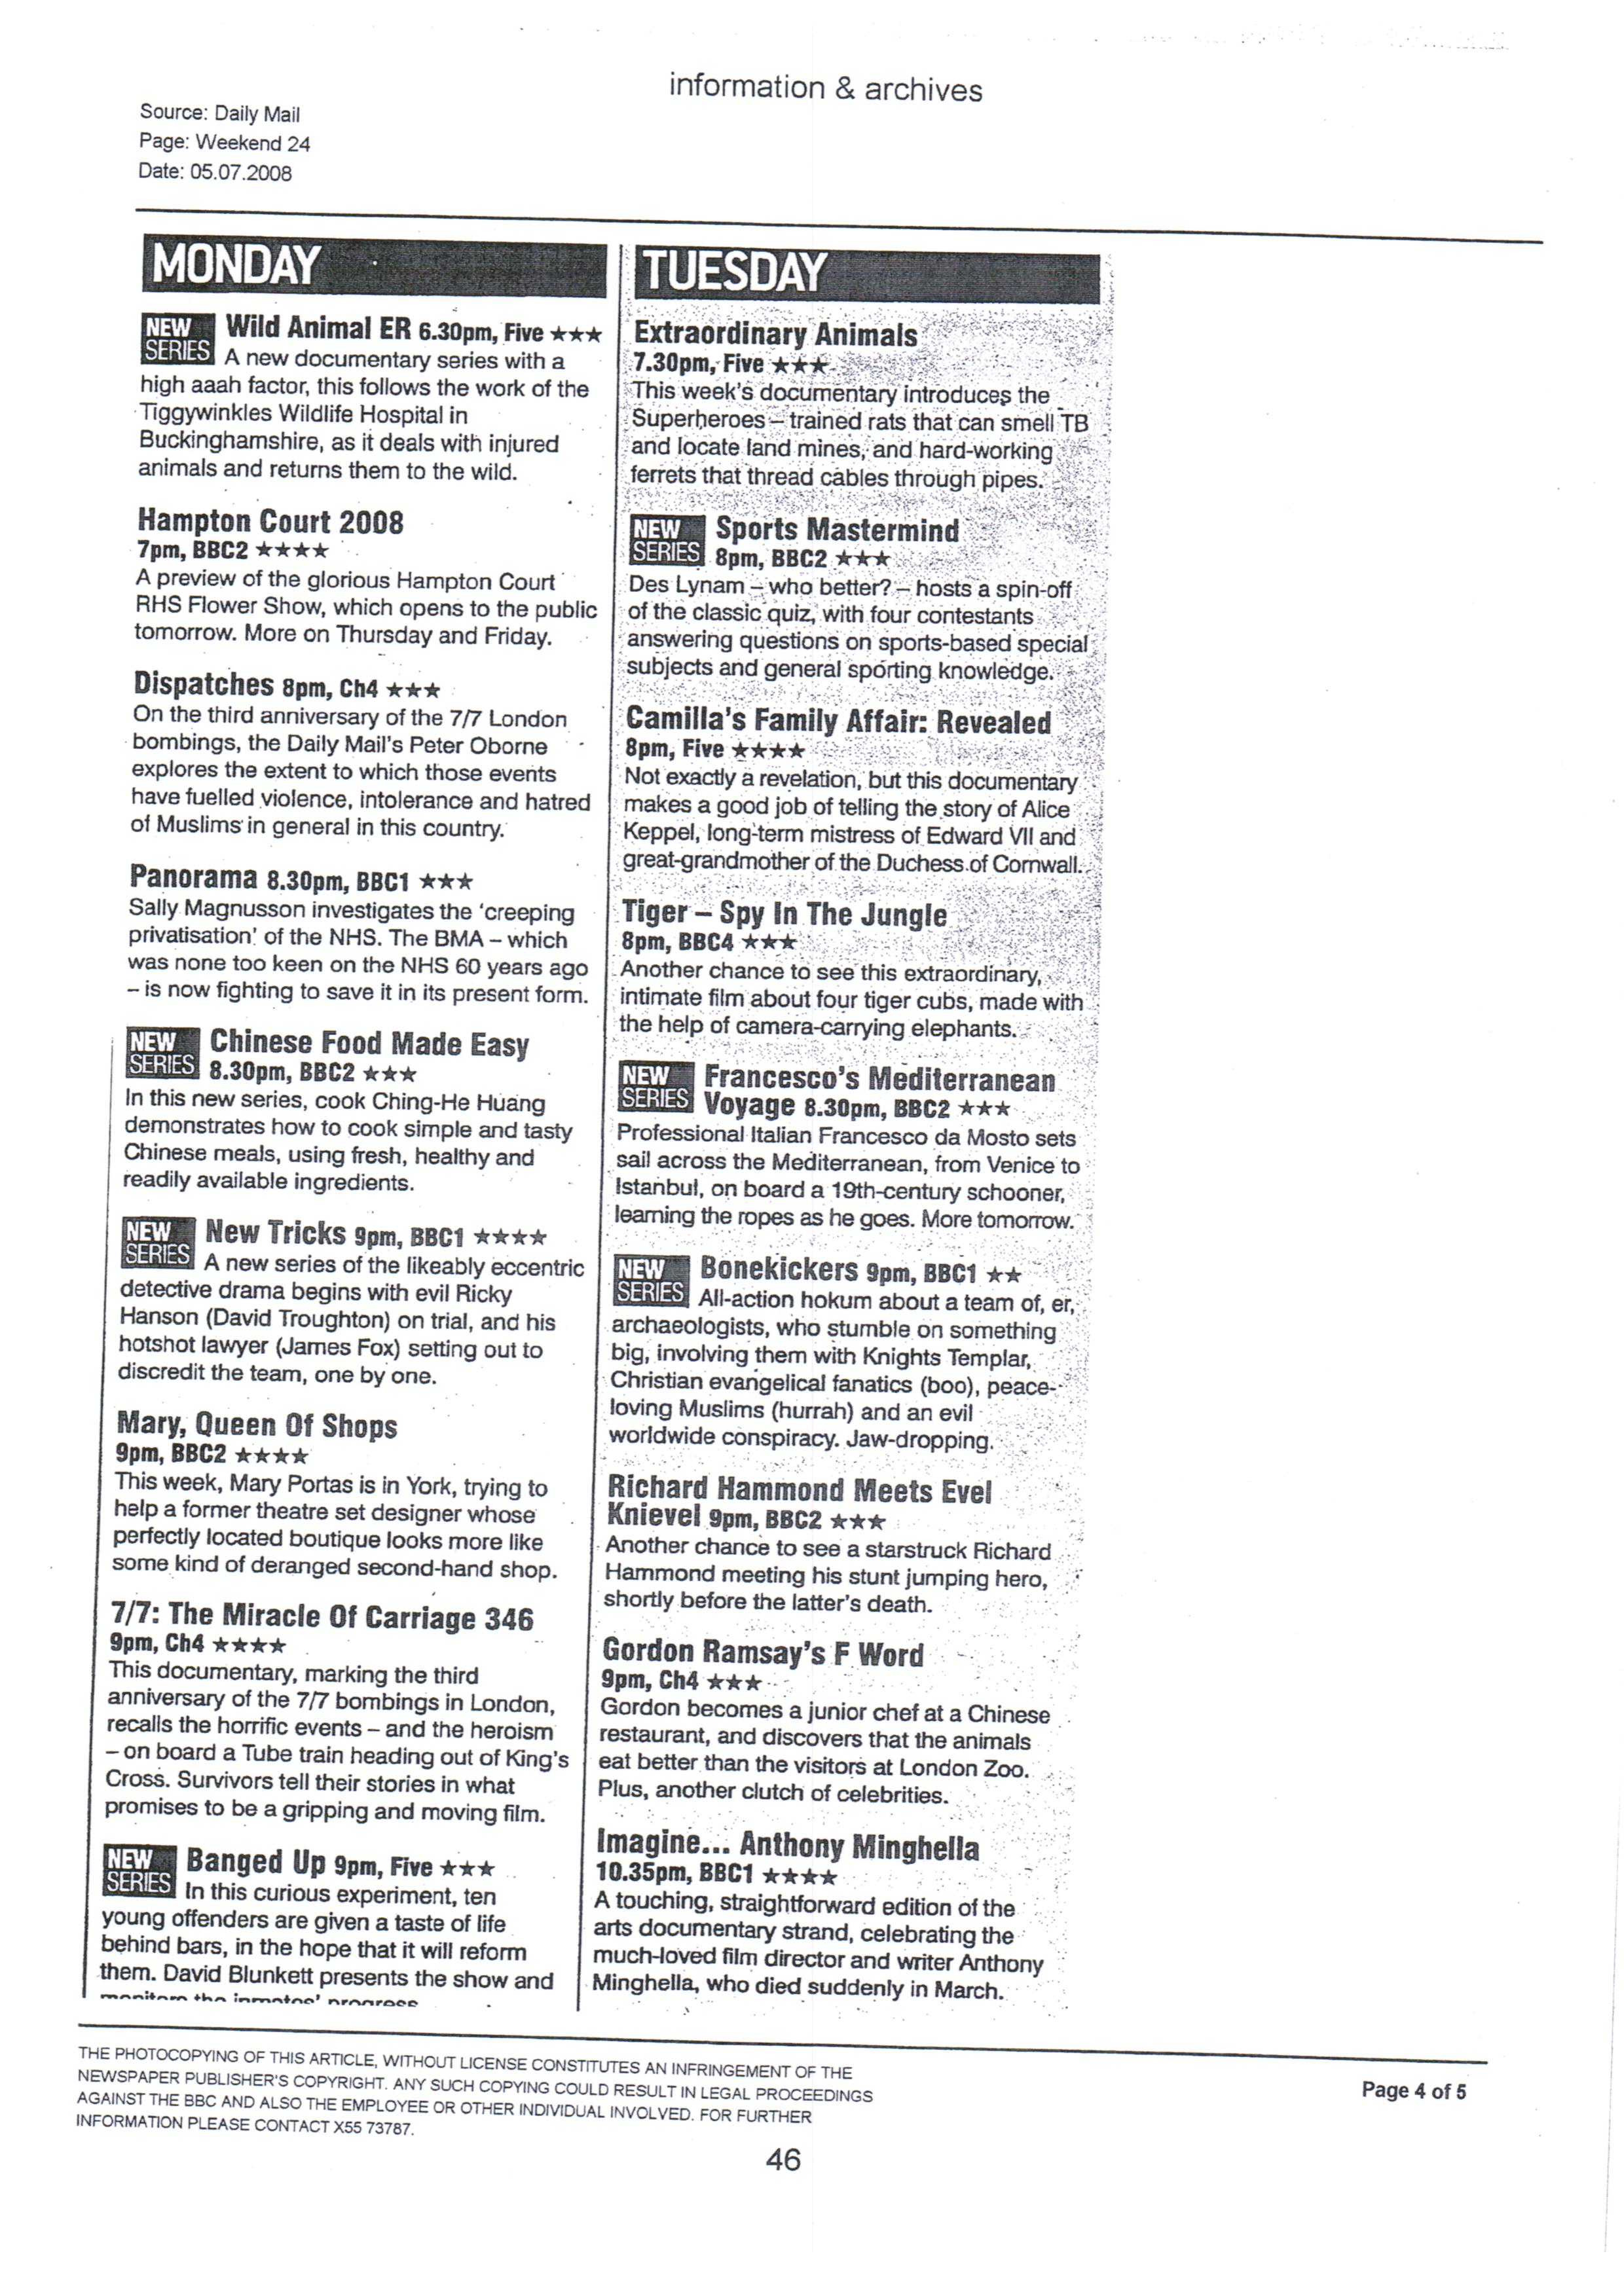 information & archives
Source: Daily Mail
Page: Weekend 24
Date: 05.07.2008
MONDAY
NEW SERIES Wild Animal ER 6.30pm, Five ★★★
A new documentary series with a
high aaah factor, this follows the work of the
Tiggywinkles Wildlife Hospital in
Buckinghamshire, as it deals with injured
animals and returns them to the wild.
Hampton Court 2008
7pm, BBC2 ★★★★
A preview of the glorious Hampton Court
RHS Flower Show, which opens to the public
tomorrow. More on Thursday and Friday.
Dispatches 8pm, Ch4 ★★★
On the third anniversary of the 7/7 London
bombings, the Daily Mail's Peter Oborne
explores the extent to which those events
have fuelled violence, intolerance and hatred
of Muslims in general in this country.
Panorama 8.30pm, BBC1 ★★★
Sally Magnusson investigates the 'creeping
privatisation' of the NHS. The BMA – which
was none too keen on the NHS 60 years ago
– is now fighting to save it in its present form.
NEW SERIES Chinese Food Made Easy
8.30pm, BBC2 ★★★
In this new series, cook Ching-He Huang
demonstrates how to cook simple and tasty
Chinese meals, using fresh, healthy and
readily available ingredients.
NEW SERIES New Tricks 9pm, BBC1 ★★★★
A new series of the likeably eccentric
detective drama begins with evil Ricky
Hanson (David Troughton) on trial, and his
hotshot lawyer (James Fox) setting out to
discredit the team, one by one.
Mary, Queen Of Shops
9pm, BBC2 ★★★★
This week, Mary Portas is in York, trying to
help a former theatre set designer whose
perfectly located boutique looks more like
some kind of deranged second-hand shop.
7/7: The Miracle Of Carriage 346
9pm, Ch4 ★★★★
This documentary, marking the third
anniversary of the 7/7 bombings in London,
recalls the horrific events – and the heroism
– on board a Tube train heading out of King's
Cross. Survivors tell their stories in what
promises to be a gripping and moving film.
NEW SERIES Banged Up 9pm, Five ★★★
In this curious experiment, ten
young offenders are given a taste of life
behind bars, in the hope that it will reform
them. David Blunkett presents the show and
monitors the inmates' progress
TUESDAY
Extraordinary Animals
7.30pm, Five ★★★
This week's documentary introduces the
Superheroes – trained rats that can smell TB
and locate land mines, and hard-working
ferrets that thread cables through pipes.
NEW SERIES Sports Mastermind
8pm, BBC2 ★★★
Des Lynam – who better? – hosts a spin-off
of the classic quiz, with four contestants
answering questions on sports-based special
subjects and general sporting knowledge.
Camilla's Family Affair: Revealed
8pm, Five ★★★★
Not exactly a revelation, but this documentary
makes a good job of telling the story of Alice
Keppel, long-term mistress of Edward VII and
great-grandmother of the Duchess of Cornwall.
Tiger – Spy In The Jungle
8pm, BBC4 ★★★
Another chance to see this extraordinary,
intimate film about four tiger cubs, made with
the help of camera-carrying elephants.
NEW SERIES Francesco's Mediterranean
Voyage 8.30pm, BBC2 ★★★
Professional Italian Francesco da Mosto sets
sail across the Mediterranean, from Venice to
Istanbul, on board a 19th-century schooner,
learning the ropes as he goes. More tomorrow.
NEW SERIES Bonekickers 9pm, BBC1 ★★
All-action hokum about a team of, er,
archaeologists, who stumble on something
big, involving them with Knights Templar,
Christian evangelical fanatics (boo), peace-
loving Muslims (hurrah) and an evil
worldwide conspiracy. Jaw-dropping.
Richard Hammond Meets Evel
Knievel 9pm, BBC2 ★★★
Another chance to see a starstruck Richard
Hammond meeting his stunt jumping hero,
shortly before the latter's death.
Gordon Ramsay's F Word
9pm, Ch4 ★★★
Gordon becomes a junior chef at a Chinese
restaurant, and discovers that the animals
eat better than the visitors at London Zoo.
Plus, another clutch of celebrities.
Imagine... Anthony Minghella
10.35pm, BBC1 ★★★★
A touching, straightforward edition of the
arts documentary strand, celebrating the
much-loved film director and writer Anthony
Minghella, who died suddenly in March.
THE PHOTOCOPYING OF THIS ARTICLE, WITHOUT LICENSE CONSTITUTES AN INFRINGEMENT OF THE
NEWSPAPER PUBLISHER'S COPYRIGHT. ANY SUCH COPYING COULD RESULT IN LEGAL PROCEEDINGS
AGAINST THE BBC AND ALSO THE EMPLOYEE OR OTHER INDIVIDUAL INVOLVED. FOR FURTHER
INFORMATION PLEASE CONTACT X55 73787.
Page 4 of 5
46